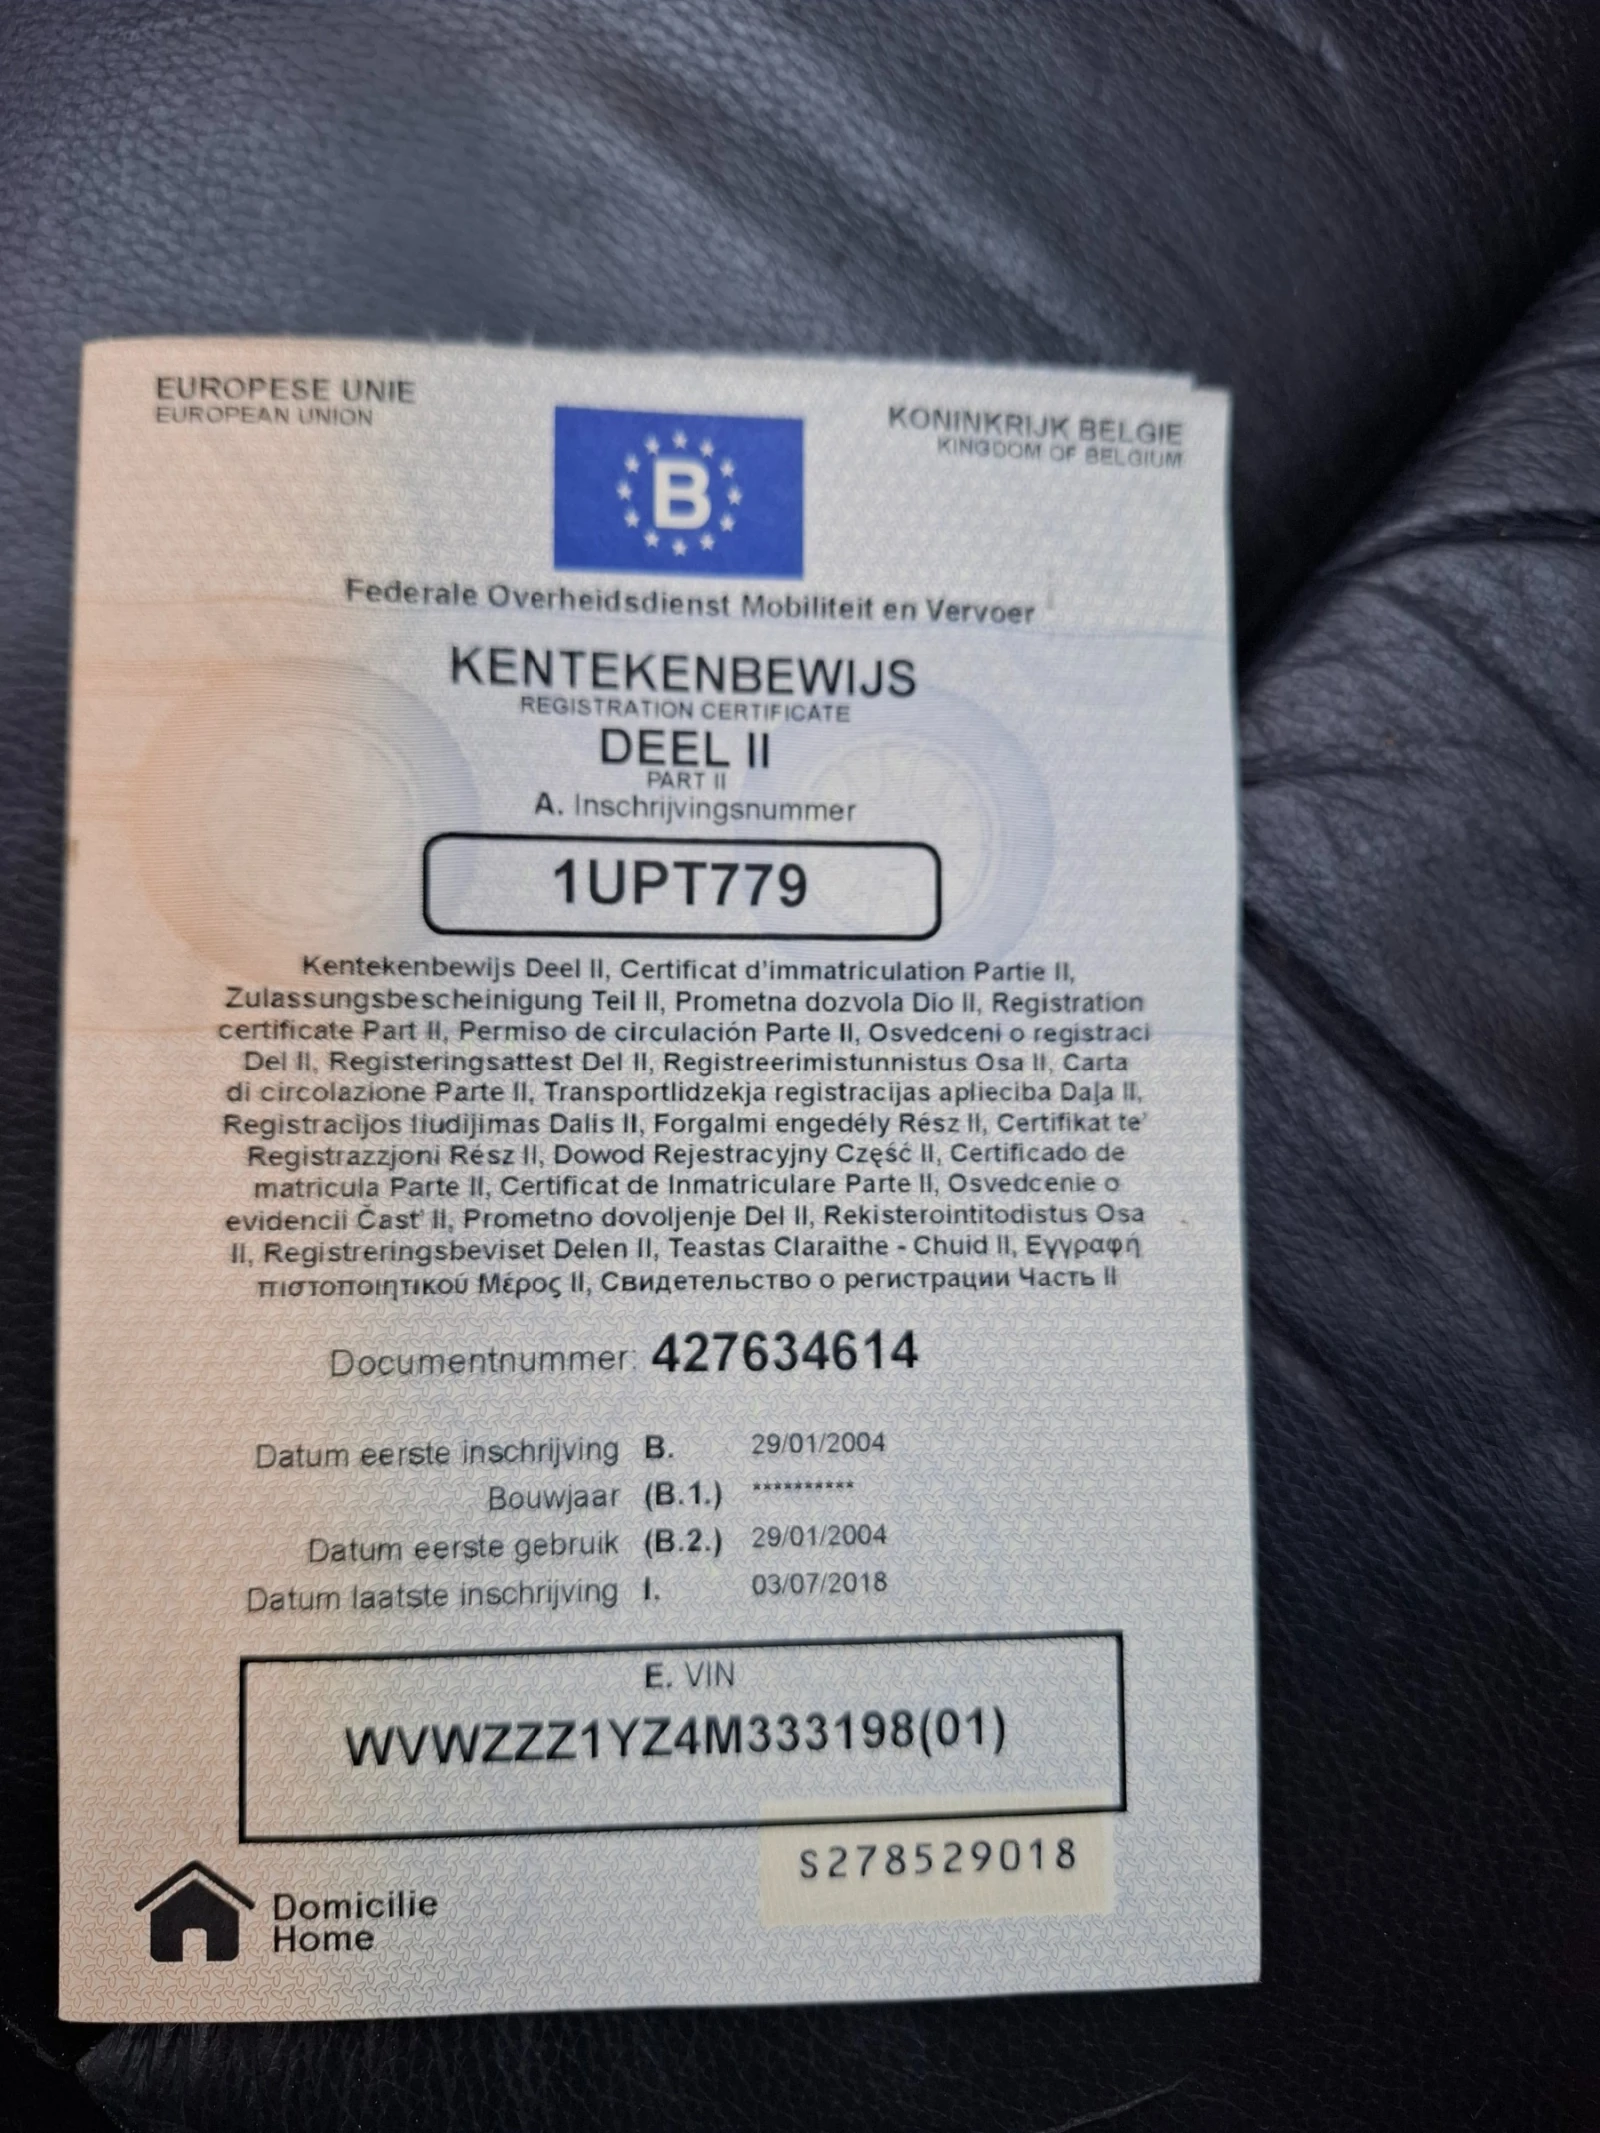 EUROPESE UNIE
EUROPEAN UNION
KONINKRIJK BELGIE
KINGDOM OF BELGIUM
B
Federale Overheidsdienst Mobiliteit en Vervoer
KENTEKENBEWIJS
REGISTRATION CERTIFICATE
DEEL II
PART II
A. Inschrijvingsnummer
1UPT779
Kentekenbewijs Deel II, Certificat d'immatriculation Partie II,
Zulassungsbescheinigung Teil II, Prometna dozvola Dio II, Registration
certificate Part II, Permiso de circulación Parte II, Osvedceni o registraci
Del II, Registeringsattest Del II, Registreerimistunnistus Osa II, Carta
di circolazione Parte II, Transportlidzekja registracijas aplieciba Daļa II,
Registracijos liudijimas Dalis II, Forgalmi engedély Rész II, Certifikat te'
Registrazzjoni Rész II, Dowod Rejestracyjny Część II, Certificado de
matricula Parte II, Certificat de Inmatriculare Parte II, Osvedcenie o
evidencii Čast' II, Prometno dovoljenje Del II, Rekisterointitodistus Osa
II, Registreringsbeviset Delen II, Teastas Claraithe - Chuid II, Εγγραφή
πιστοποιητικού Μέρος II, Свидетельство о регистрации Часть II
Documentnummer: 427634614
Datum eerste inschrijving B. 29/01/2004
Bouwjaar (B.1.) **********
Datum eerste gebruik (B.2.) 29/01/2004
Datum laatste inschrijving I. 03/07/2018
E. VIN
WVWZZZ1YZ4M333198(01)
S278529018
Domicilie
Home